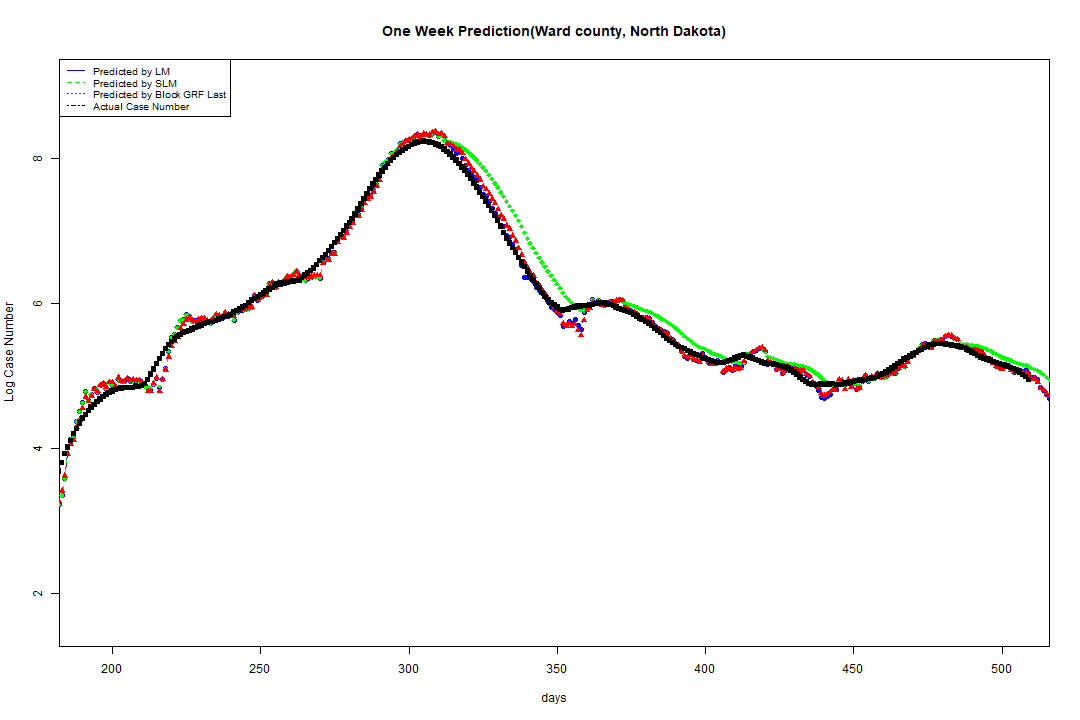 One Week Prediction(Ward county, North Dakota)
Predicted by LM
Predicted by SLM
Predicted by Block GRF Last
Actual Case Number
Log Case Number
8
6
4
2
200 250 300 350 400 450 500
days